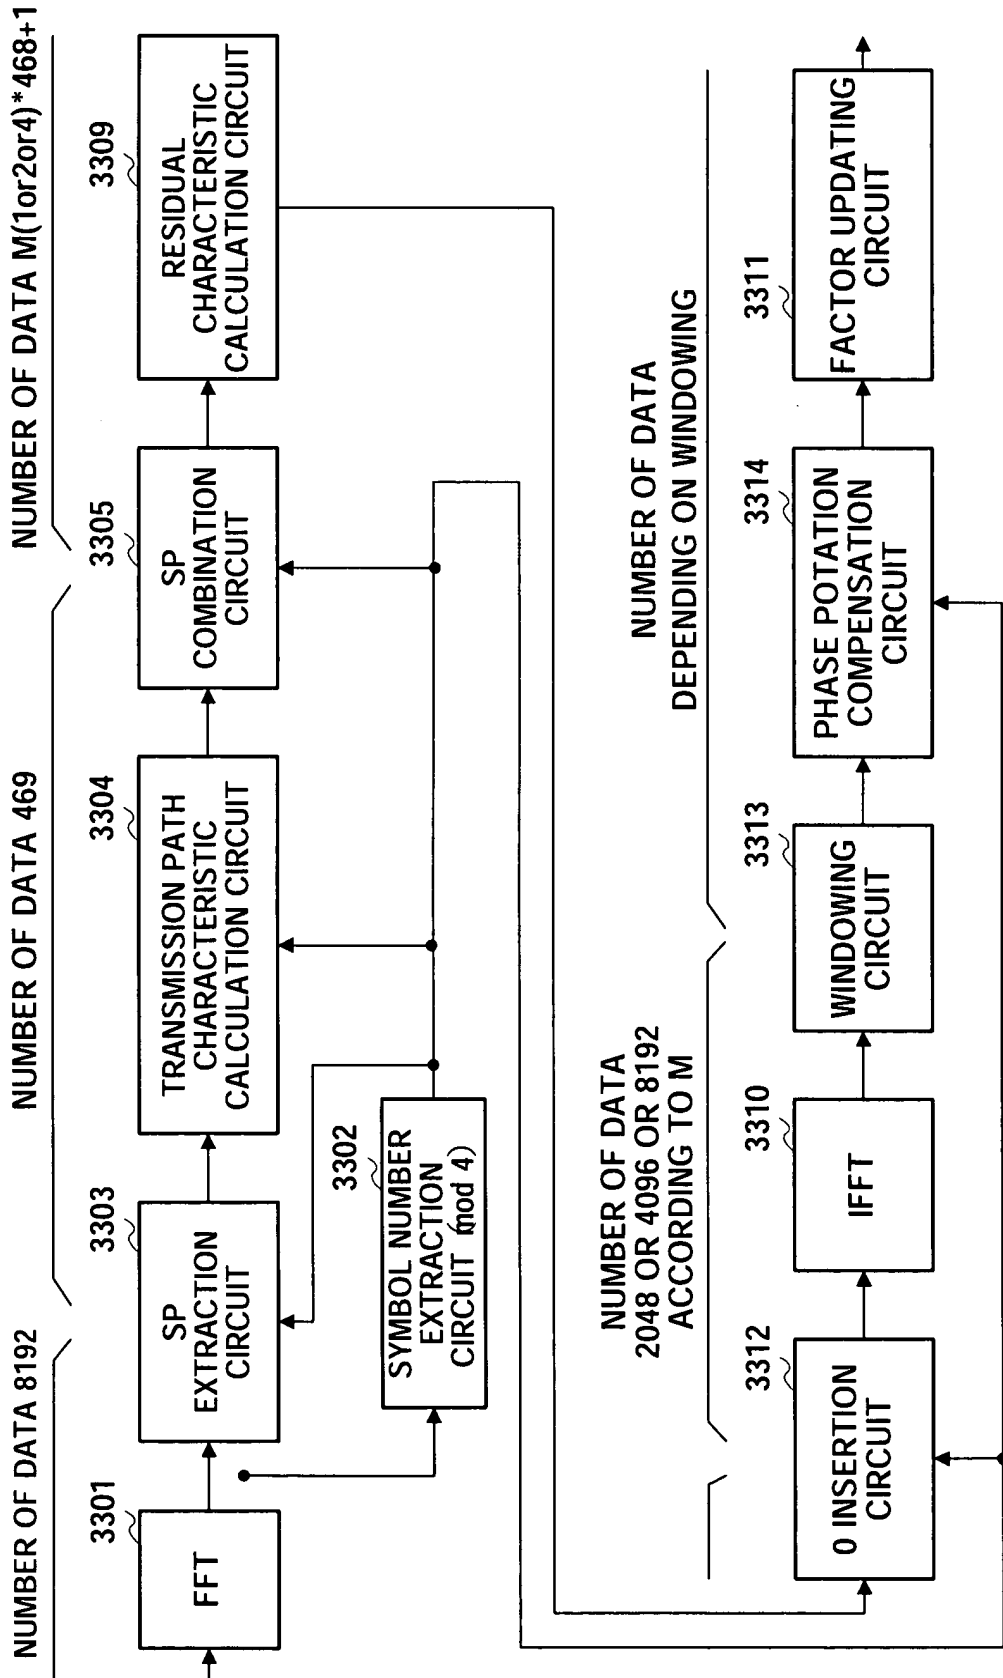 NUMBER OF DATA 8192
NUMBER OF DATA 469
NUMBER OF DATA M(1or2or4)*468+1
3301
FFT
3303
SP
EXTRACTION
CIRCUIT
3304
TRANSMISSION PATH
CHARACTERISTIC
CALCULATION CIRCUIT
3305
SP
COMBINATION
CIRCUIT
3309
RESIDUAL
CHARACTERISTIC
CALCULATION CIRCUIT
3302
SYMBOL NUMBER
EXTRACTION
CIRCUIT (mod 4)
NUMBER OF DATA
2048 OR 4096 OR 8192
ACCORDING TO M
NUMBER OF DATA
DEPENDING ON WINDOWING
3312
0 INSERTION
CIRCUIT
3310
IFFT
3313
WINDOWING
CIRCUIT
3314
PHASE POTATION
COMPENSATION
CIRCUIT
3311
FACTOR UPDATING
CIRCUIT